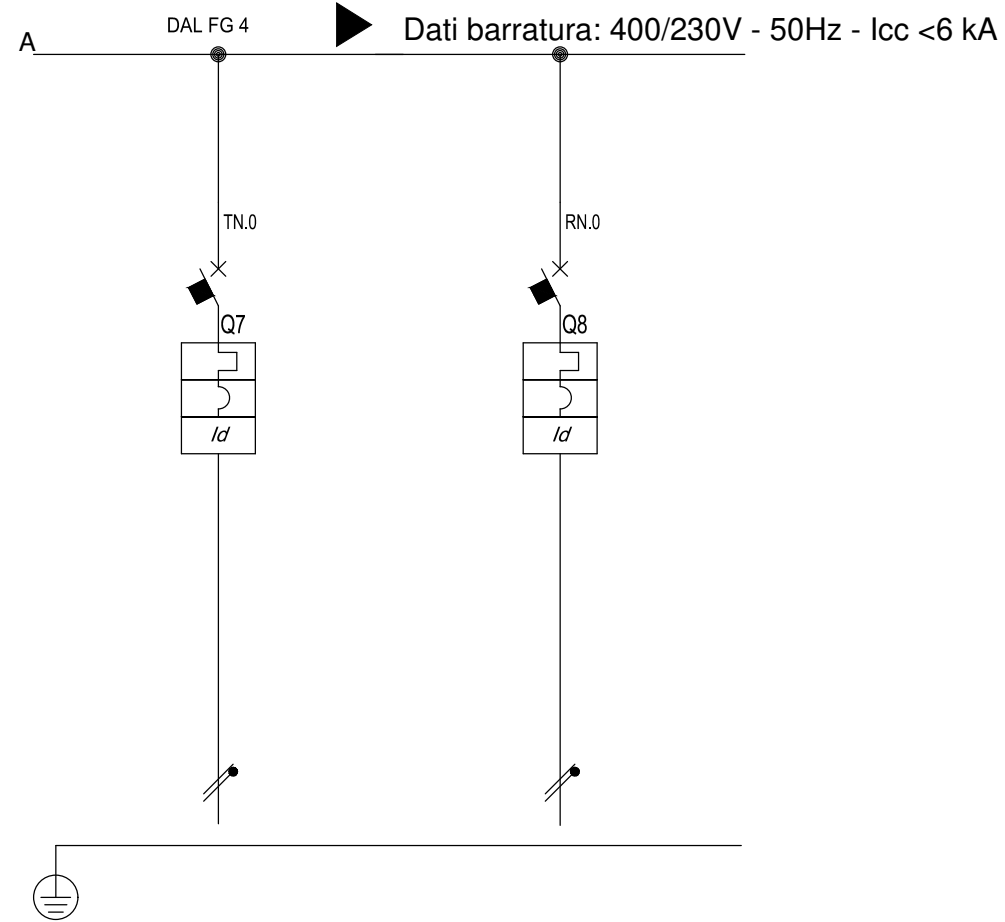 DAL FG 4
Dati barratura: 400/230V - 50Hz - Icc <6 kA
A
TN.0
RN.0
Q7
Q8
Id
Id